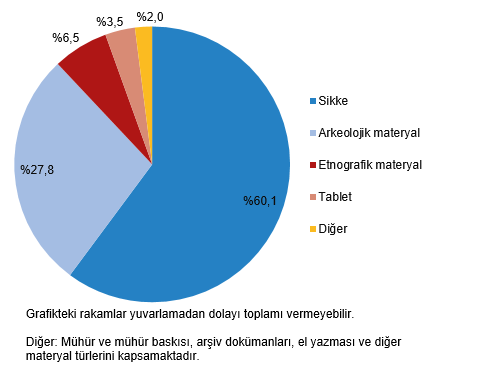 %2,0
%3,5
%6,5
%27,8
%60,1
Sikke
Arkeolojik materyal
Etnografik materyal
Tablet
Diğer
Grafikteki rakamlar yuvarlamadan dolayı toplamı vermeyebilir.
Diğer: Mühür ve mühür baskısı, arşiv dokümanları, el yazması ve diğer
materyal türlerini kapsamaktadır.